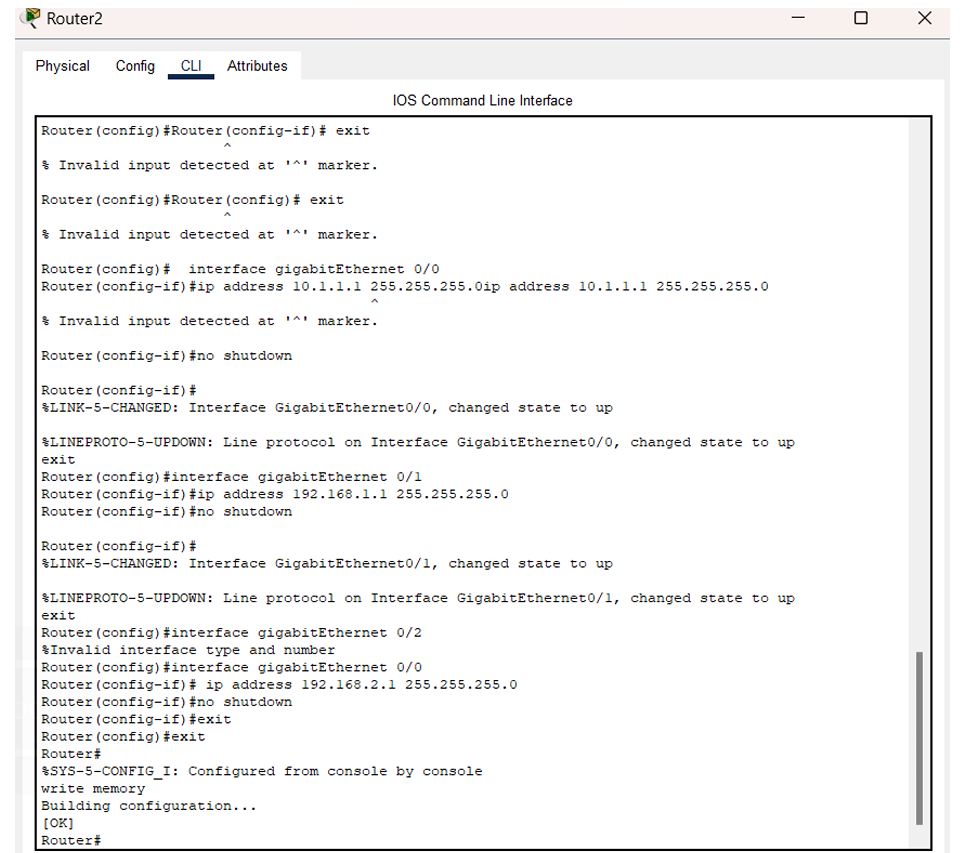 Router2
Physical Config CLI Attributes
IOS Command Line Interface
Router(config)#Router(config-if)# exit
^
% Invalid input detected at '^' marker.
Router(config)#Router(config)# exit
^
% Invalid input detected at '^' marker.
Router(config)#  interface gigabitEthernet 0/0
Router(config-if)#ip address 10.1.1.1 255.255.255.0ip address 10.1.1.1 255.255.255.0
^
% Invalid input detected at '^' marker.
Router(config-if)#no shutdown
Router(config-if)#
%LINK-5-CHANGED: Interface GigabitEthernet0/0, changed state to up
%LINEPROTO-5-UPDOWN: Line protocol on Interface GigabitEthernet0/0, changed state to up
exit
Router(config)#interface gigabitEthernet 0/1
Router(config-if)#ip address 192.168.1.1 255.255.255.0
Router(config-if)#no shutdown
Router(config-if)#
%LINK-5-CHANGED: Interface GigabitEthernet0/1, changed state to up
%LINEPROTO-5-UPDOWN: Line protocol on Interface GigabitEthernet0/1, changed state to up
exit
Router(config)#interface gigabitEthernet 0/2
%Invalid interface type and number
Router(config)#interface gigabitEthernet 0/0
Router(config-if)# ip address 192.168.2.1 255.255.255.0
Router(config-if)#no shutdown
Router(config-if)#exit
Router(config)#exit
Router#
%SYS-5-CONFIG_I: Configured from console by console
write memory
Building configuration...
[OK]
Router#